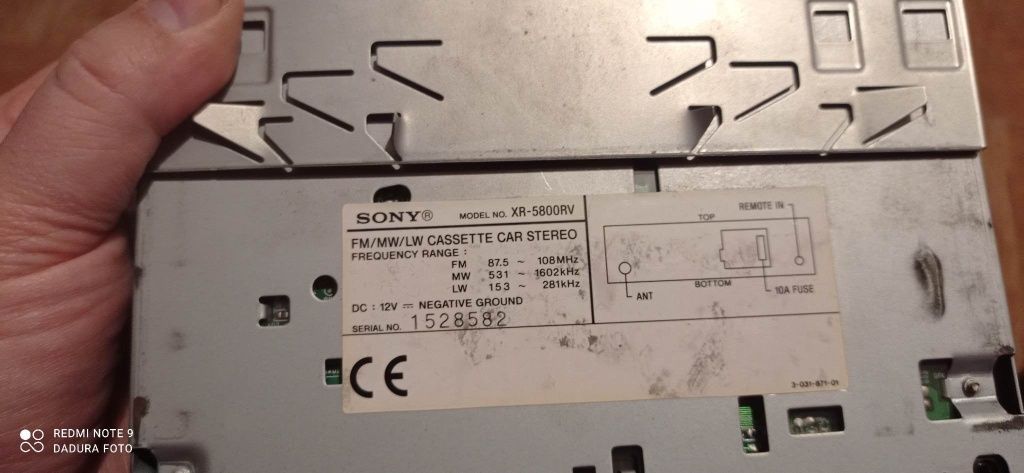 SONY® MODEL NO. XR-5800RV
FM/MW/LW CASSETTE CAR STEREO
FREQUENCY RANGE :
FM 87.5 ~ 108MHz
MW 531 ~ 1602kHz
LW 153 ~ 281kHz
DC : 12V ⎓ NEGATIVE GROUND
SERIAL NO. 1528582
TOP
REMOTE IN
ANT
BOTTOM
10A FUSE
CE
3-031-871-01
REDMI NOTE 9
DADURA FOTO